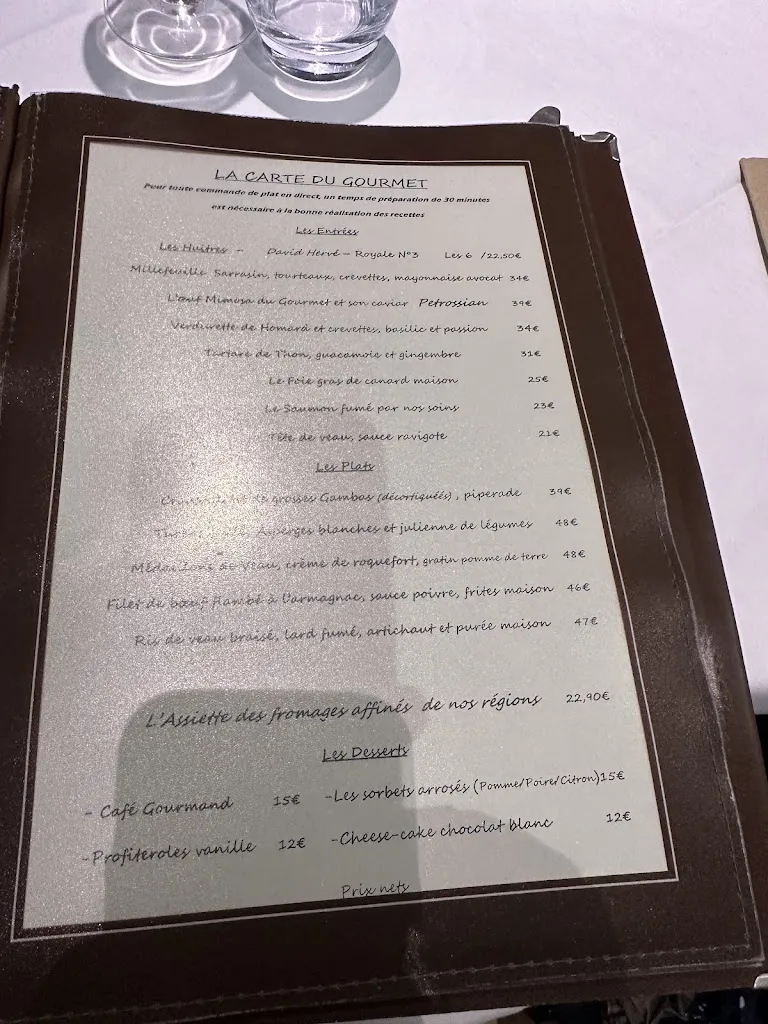 LA CARTE DU GOURMET
Pour toute commande de plat en direct, un temps de préparation de 30 minutes
est nécessaire à la bonne réalisation des recettes
Les Entrées
Les Huîtres - David Hervé - Royale N°3 Les 6 /22,50€
Millefeuille Sarrasin, tourteaux, crevettes, mayonnaise avocat 34€
L'œuf Mimosa du Gourmet et son caviar Petrossian 39€
Verdurette de Homard et crevettes, basilic et passion 34€
Tartare de Thon, guacamole et gingembre 31€
Le Foie gras de canard maison 25€
Le Saumon fumé par nos soins 23€
Tête de veau, sauce ravigote 21€
Les Plats
de grosses Gambas (décortiquéés), piperade 39€
Asperges blanches et julienne de légumes 48€
Médaillons de Veau, crème de roquefort, gratin pomme de terre 48€
Filet de bœuf flambé à l'armagnac, sauce poivre, frites maison 46€
Ris de veau braisé, lard fumé, artichaut et purée maison 47€
L'Assiette des fromages affinés de nos régions 22,90€
Les Desserts
- Café Gourmand 15€ -Les sorbets arrosés (Pomme/Poire/Citron)15€
-Profiteroles vanille 12€ -Cheese-cake chocolat blanc 12€
Prix nets